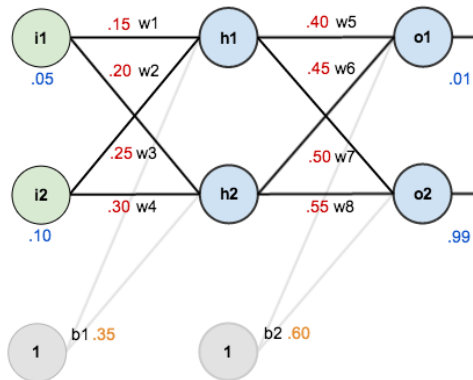 .15 w1
.40 w5
i1
h1
o1
.20 w2
.45 w6
.05
.01
.25 w3
.50 w7
i2
.30 w4
h2
.55 w8
o2
.10
.99
b1 .35
b2 .60
1
1